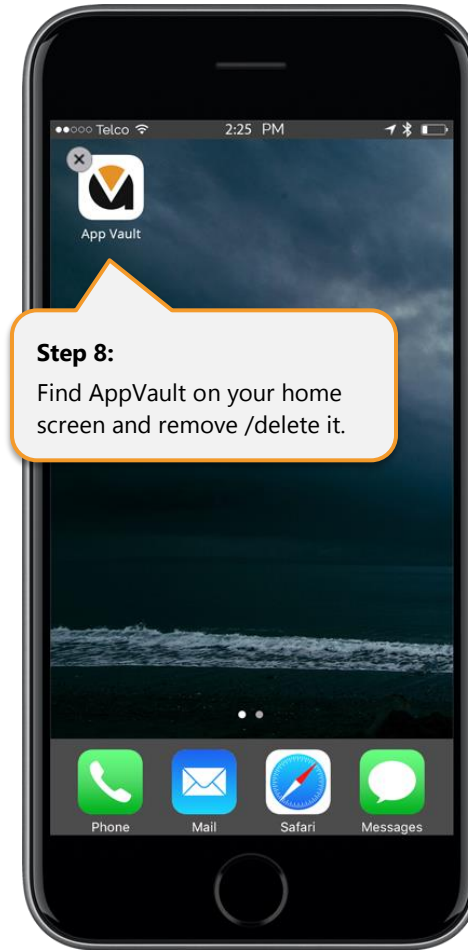 Telco 2:25 PM
App Vault
Step 8:
Find AppVault on your home
screen and remove /delete it.
Phone Mail Safari Messages